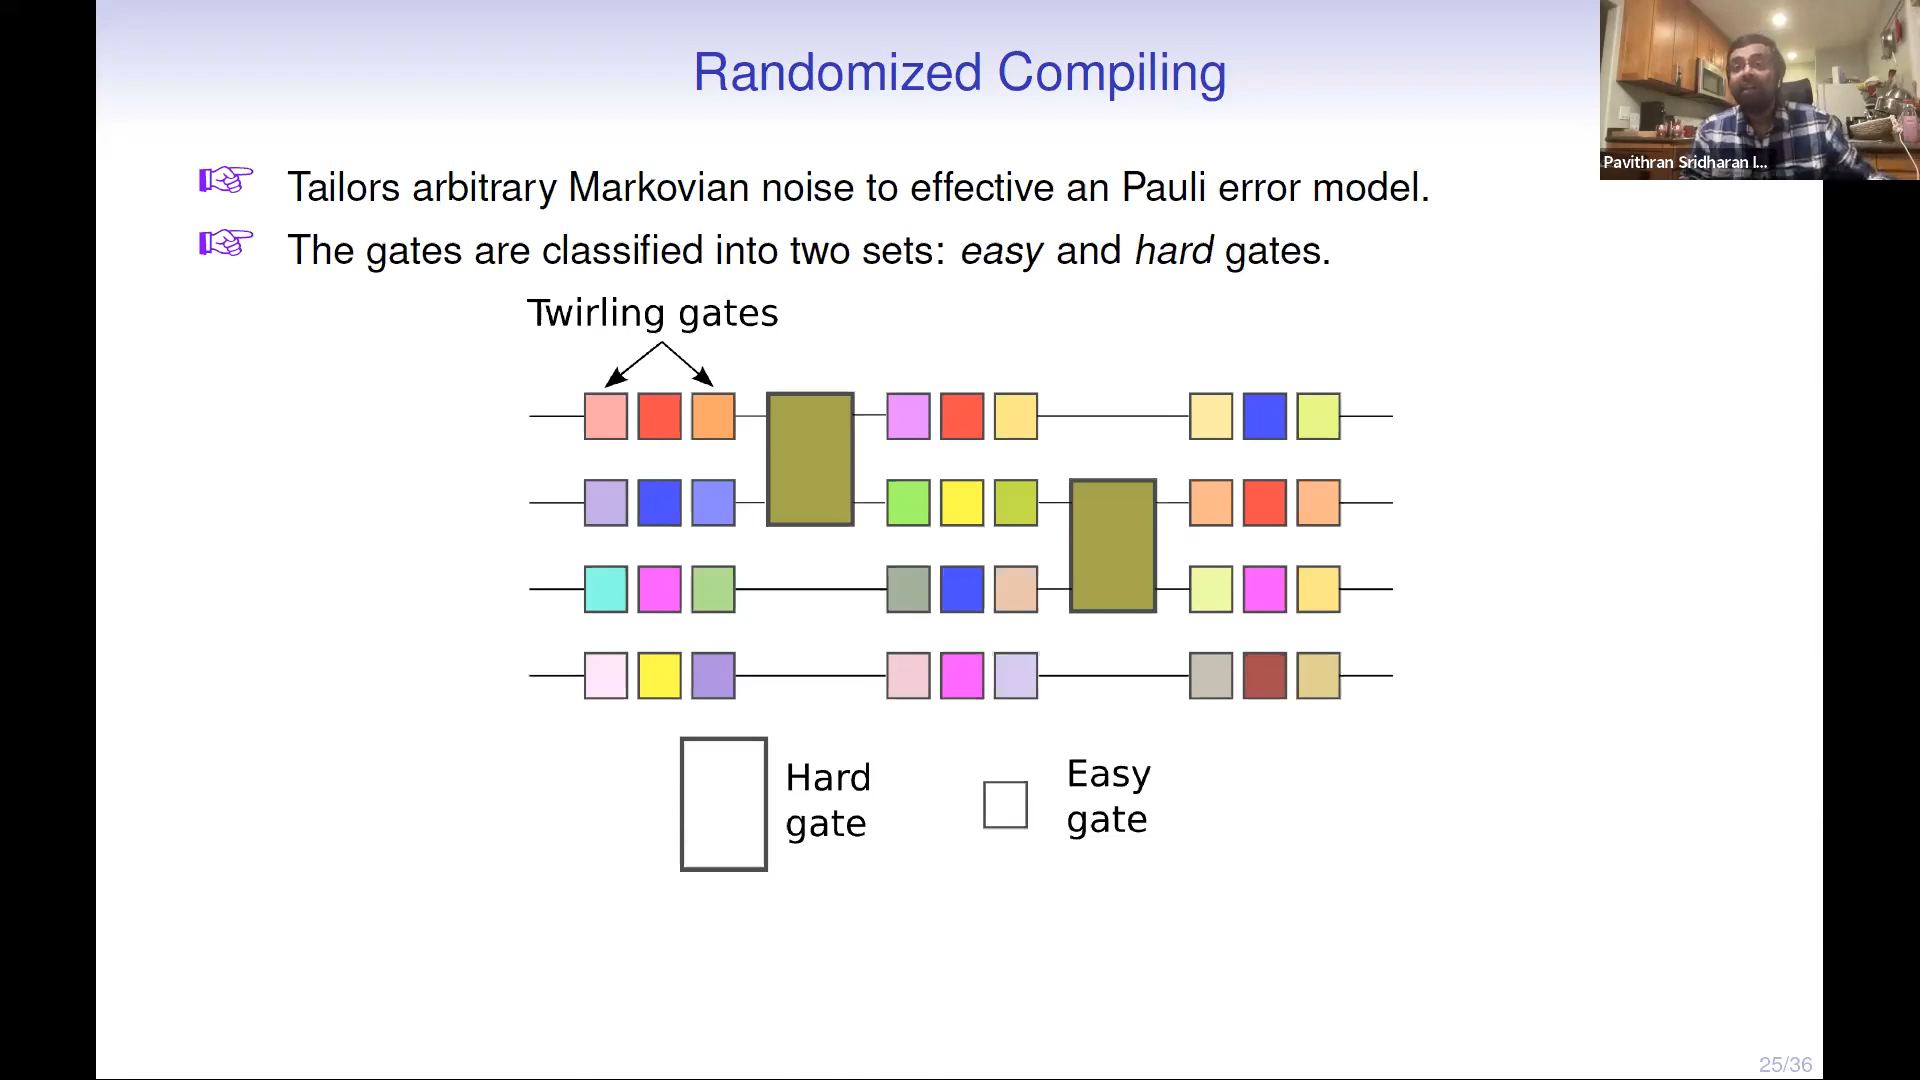 Randomized Compiling
Pavithran Sridharan I...
Tailors arbitrary Markovian noise to effective an Pauli error model.
The gates are classified into two sets: easy and hard gates.
Twirling gates
Hard
gate
Easy
gate
25/36